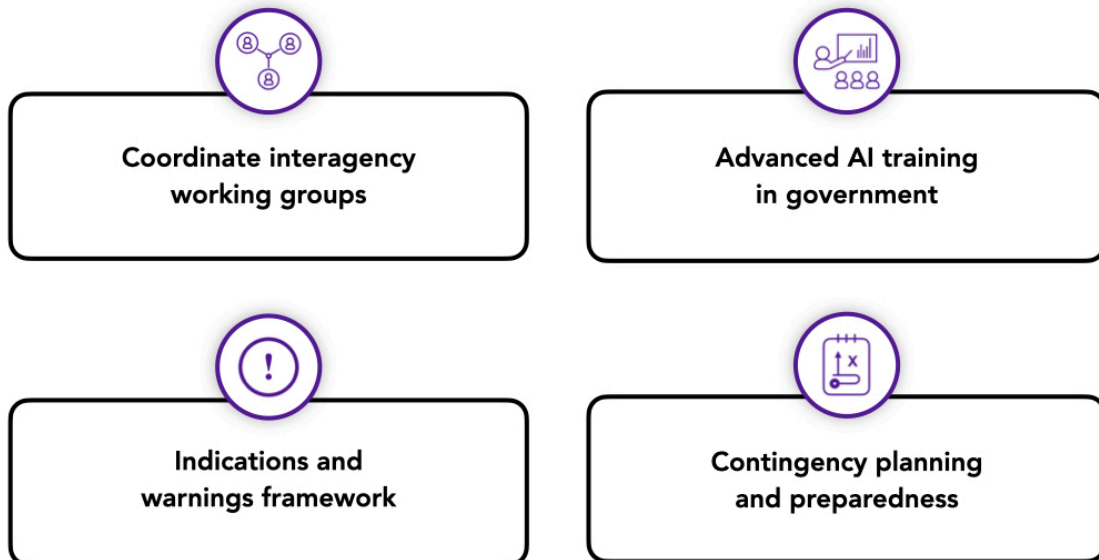 Coordinate interagency
working groups
Advanced AI training
in government
Indications and
warnings framework
Contingency planning
and preparedness